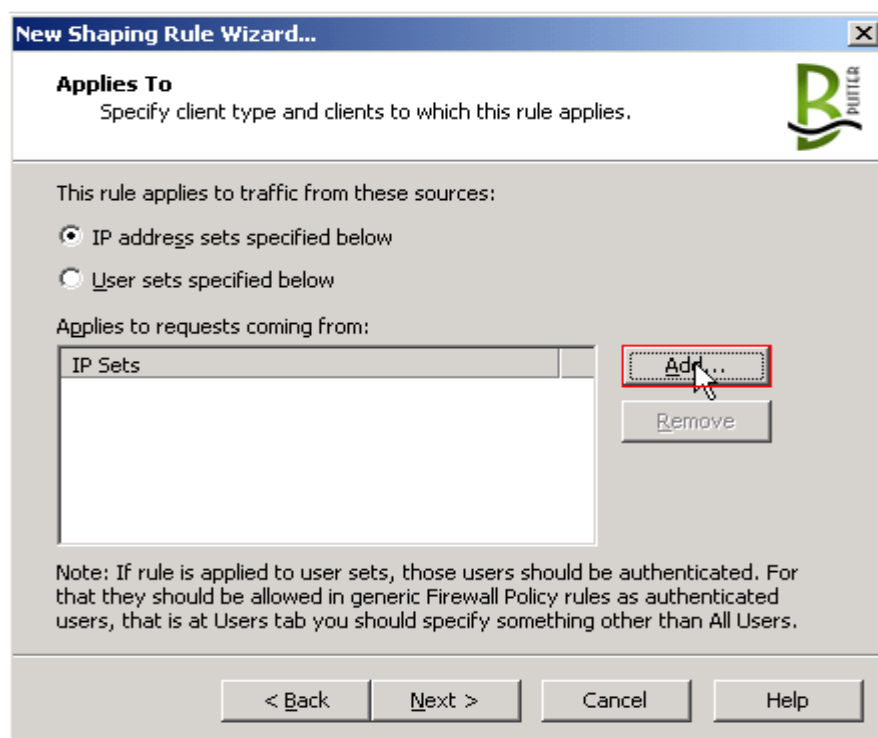 New Shaping Rule Wizard...
Applies To
Specify client type and clients to which this rule applies.
PLITTER
This rule applies to traffic from these sources:
IP address sets specified below
User sets specified below
Applies to requests coming from:
IP Sets
Add...
Remove
Note: If rule is applied to user sets, those users should be authenticated. For
that they should be allowed in generic Firewall Policy rules as authenticated
users, that is at Users tab you should specify something other than All Users.
< Back
Next >
Cancel
Help